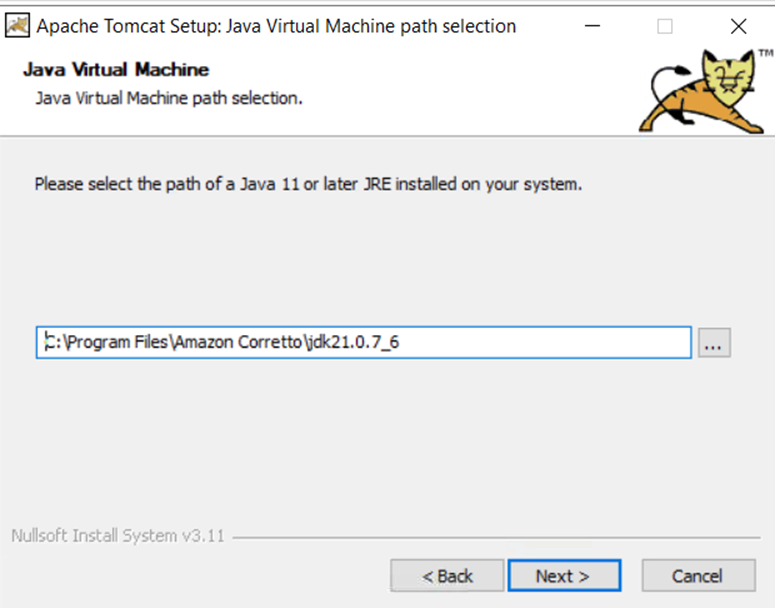 Apache Tomcat Setup: Java Virtual Machine path selection
TM
Java Virtual Machine
Java Virtual Machine path selection.
Please select the path of a Java 11 or later JRE installed on your system.
C:\Program Files\Amazon Corretto\jdk21.0.7_6
...
Nullsoft Install System v3.11
< Back
Next >
Cancel